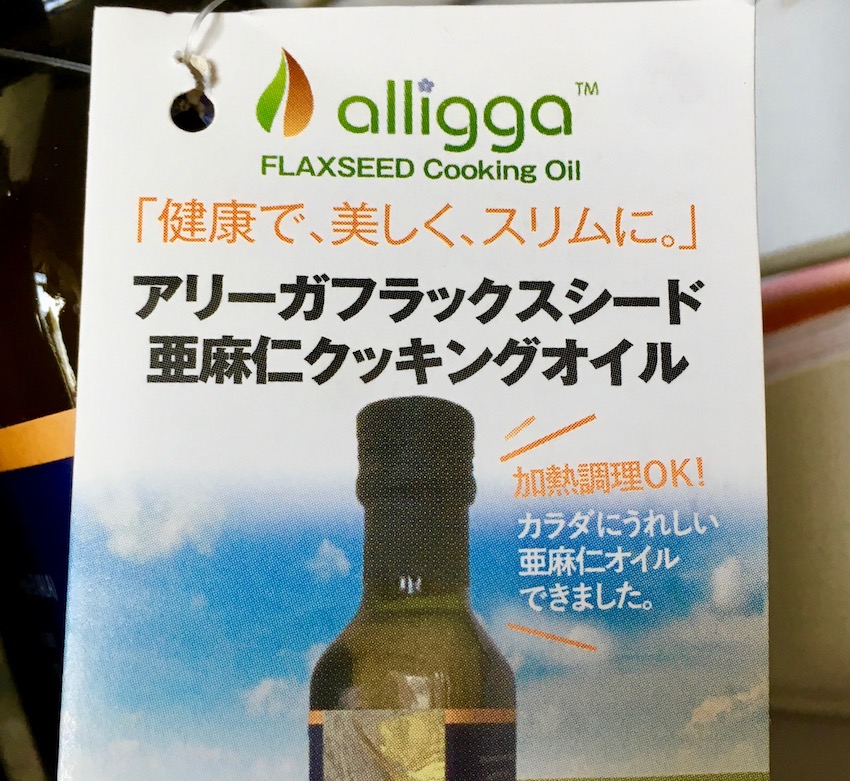 alligga™
FLAXSEED Cooking Oil
「健康で、美しく、スリムに。」
アリーガフラックスシード
亜麻仁クッキングオイル
加熱調理OK!
カラダにうれしい
亜麻仁オイル
できました。